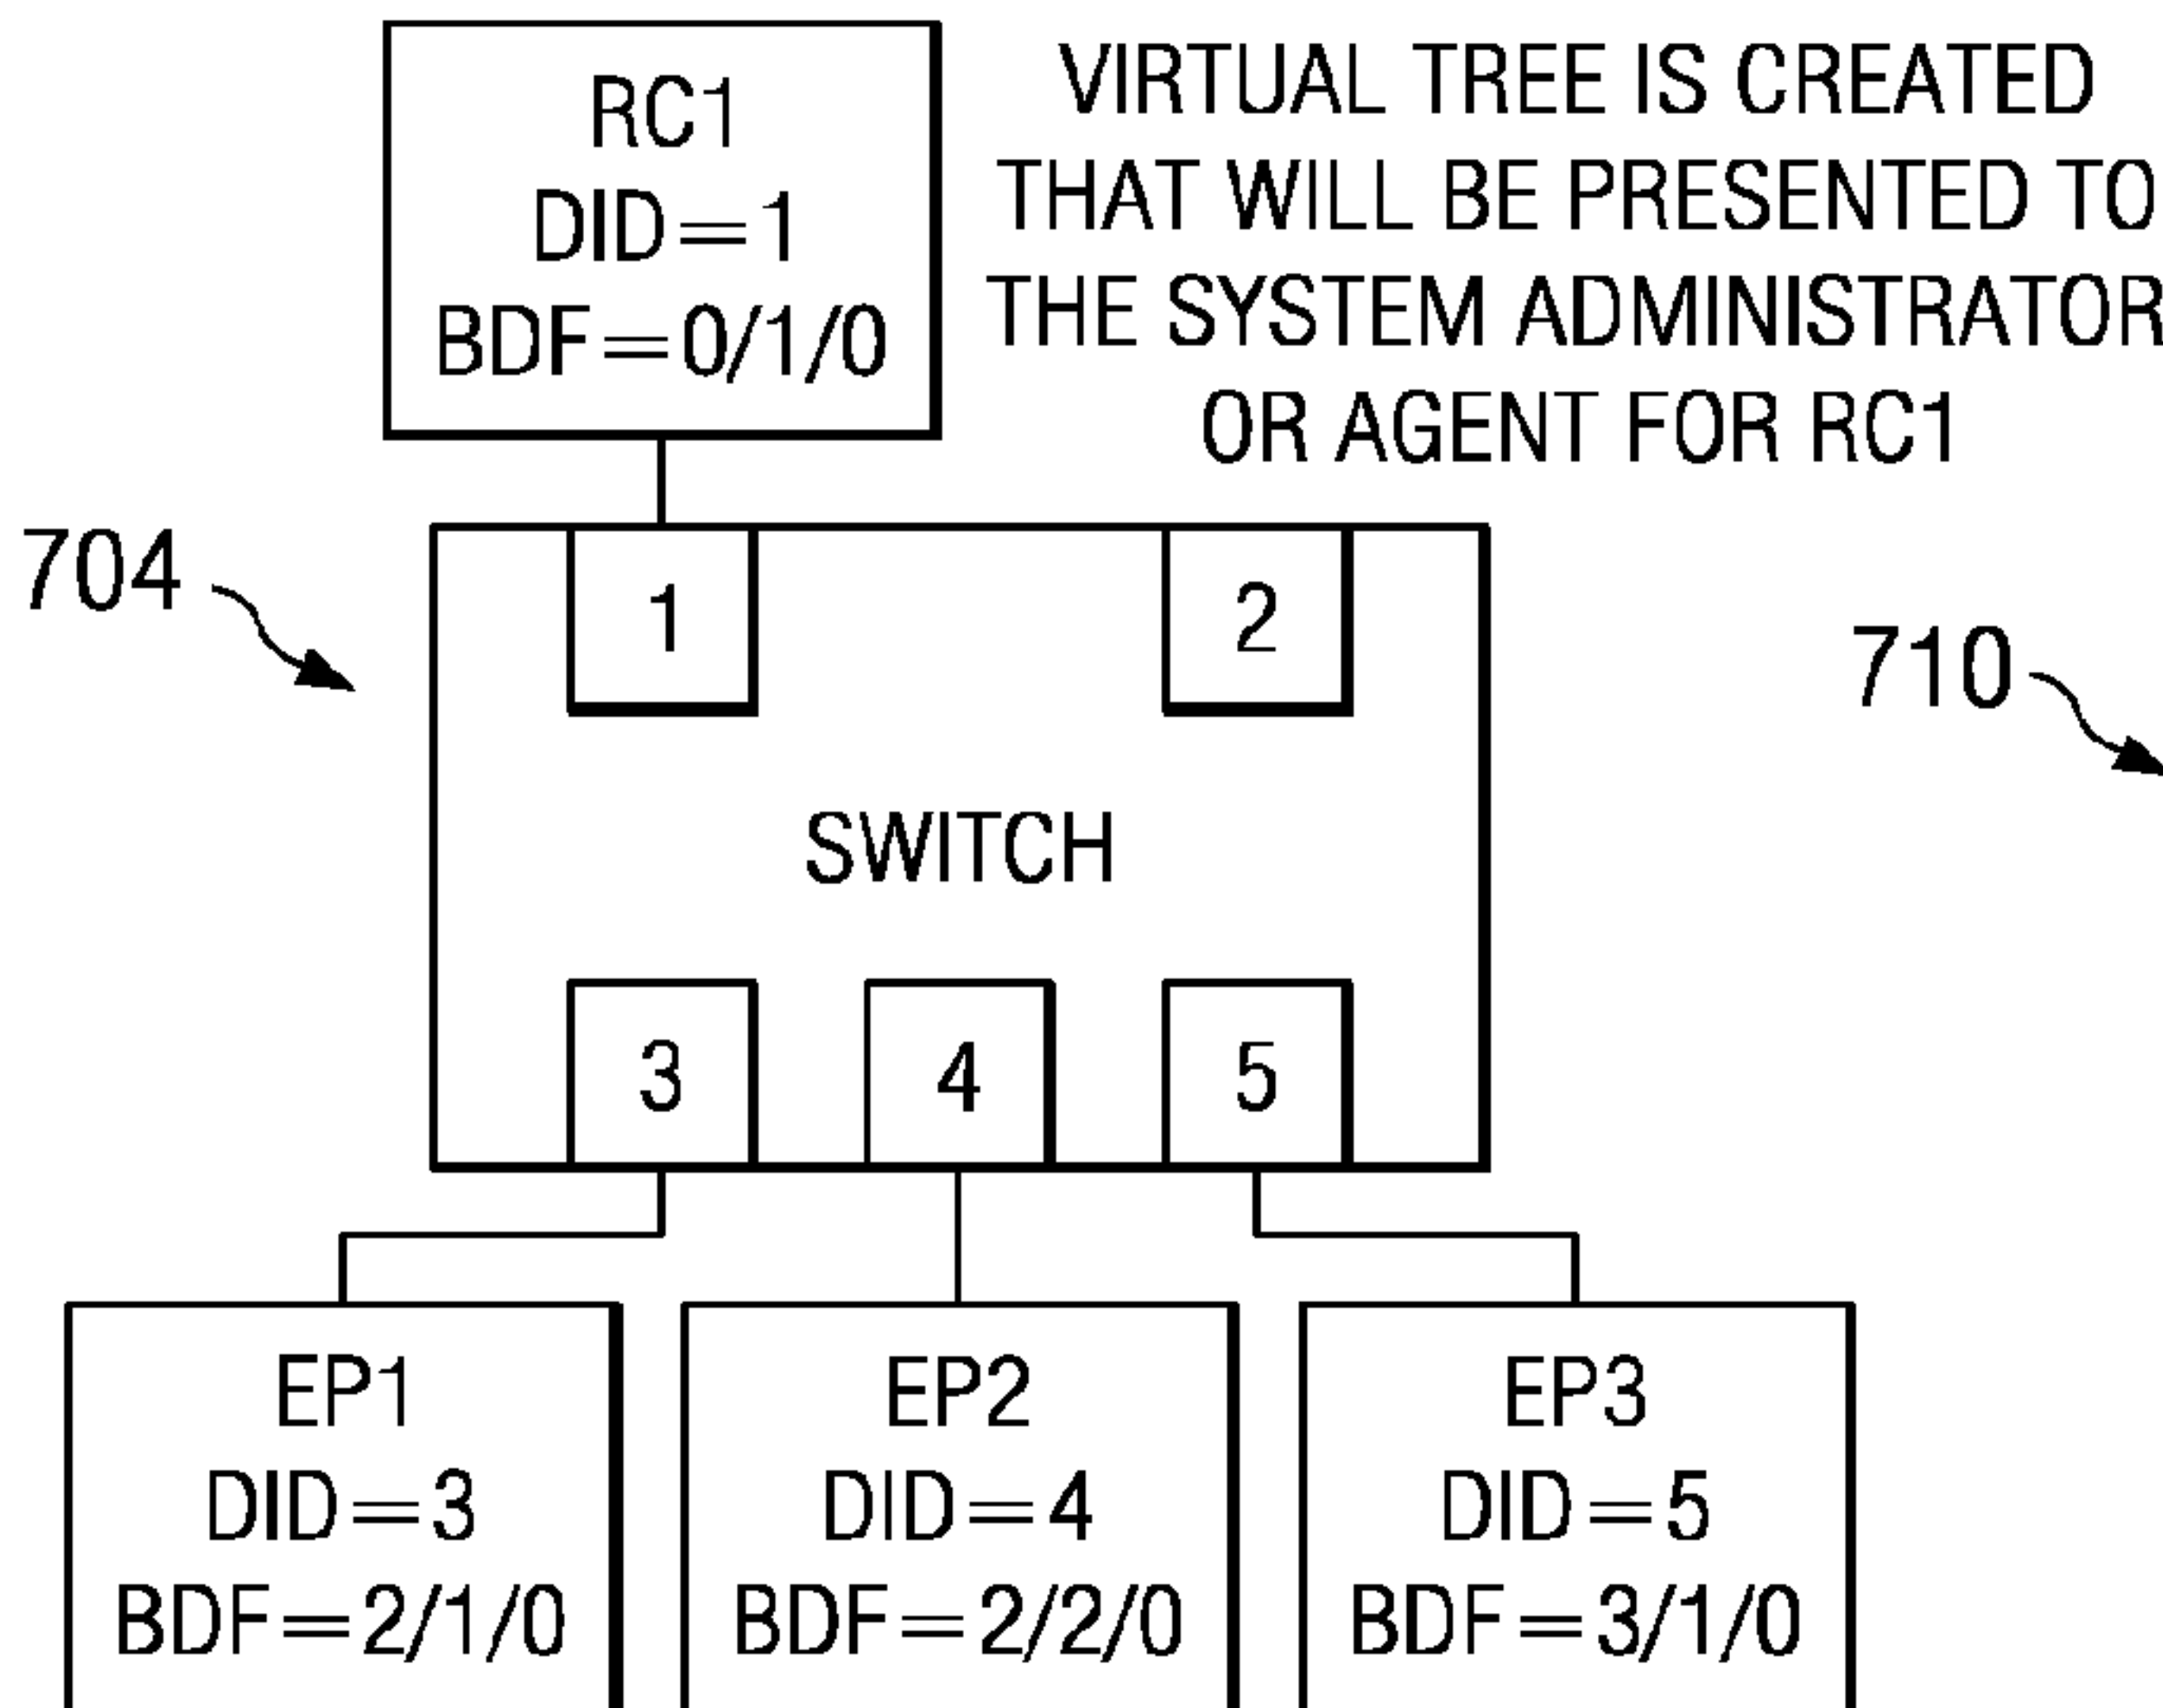 RC1
DID=1
BDF=0/1/0
VIRTUAL TREE IS CREATED
THAT WILL BE PRESENTED TO
THE SYSTEM ADMINISTRATOR
OR AGENT FOR RC1
704
1
2
710
SWITCH
3
4
5
EP1
DID=3
BDF=2/1/0
EP2
DID=4
BDF=2/2/0
EP3
DID=5
BDF=3/1/0